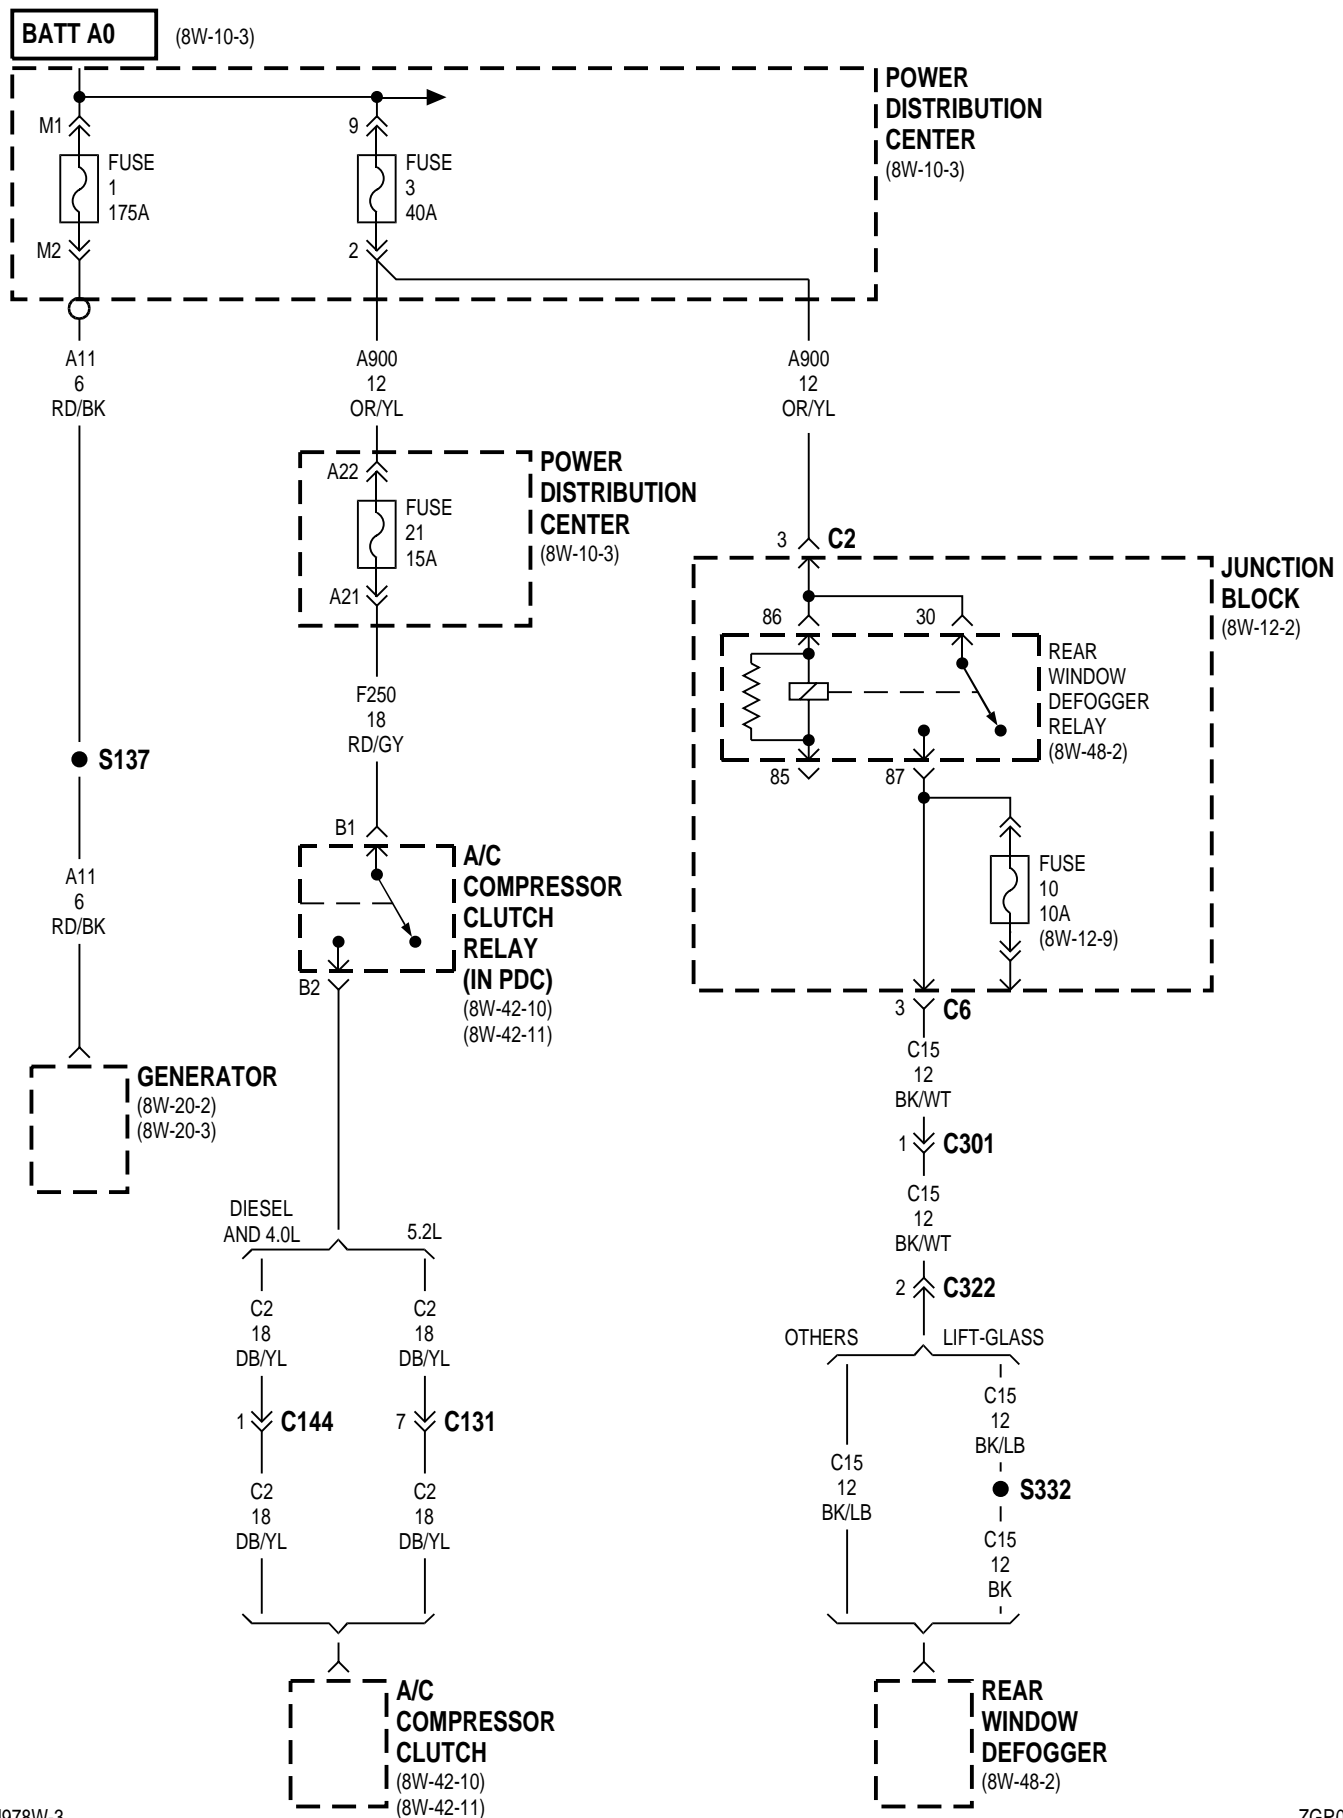 BATT A0
(8W-10-3)
POWER
DISTRIBUTION
CENTER
(8W-10-3)
M1
FUSE
1
175A
M2
9
FUSE
3
40A
2
A11
6
RD/BK
A900
12
OR/YL
A900
12
OR/YL
A22
FUSE
21
15A
A21
POWER
DISTRIBUTION
CENTER
(8W-10-3)
3 C2
JUNCTION
BLOCK
(8W-12-2)
86
30
REAR
WINDOW
DEFOGGER
RELAY
(8W-48-2)
85
87
F250
18
RD/GY
S137
B1
A/C
COMPRESSOR
CLUTCH
RELAY
(IN PDC)
(8W-42-10)
(8W-42-11)
B2
FUSE
10
10A
(8W-12-9)
A11
6
RD/BK
3 C6
C15
12
BK/WT
GENERATOR
(8W-20-2)
(8W-20-3)
1 C301
C15
12
BK/WT
DIESEL
AND 4.0L
5.2L
2 C322
OTHERS
LIFT-GLASS
C2
18
DB/YL
C2
18
DB/YL
1 C144
7 C131
C2
18
DB/YL
C2
18
DB/YL
C15
12
BK/LB
C15
12
BK/LB
S332
C15
12
BK
A/C
COMPRESSOR
CLUTCH
(8W-42-10)
(8W-42-11)
REAR
WINDOW
DEFOGGER
(8W-48-2)